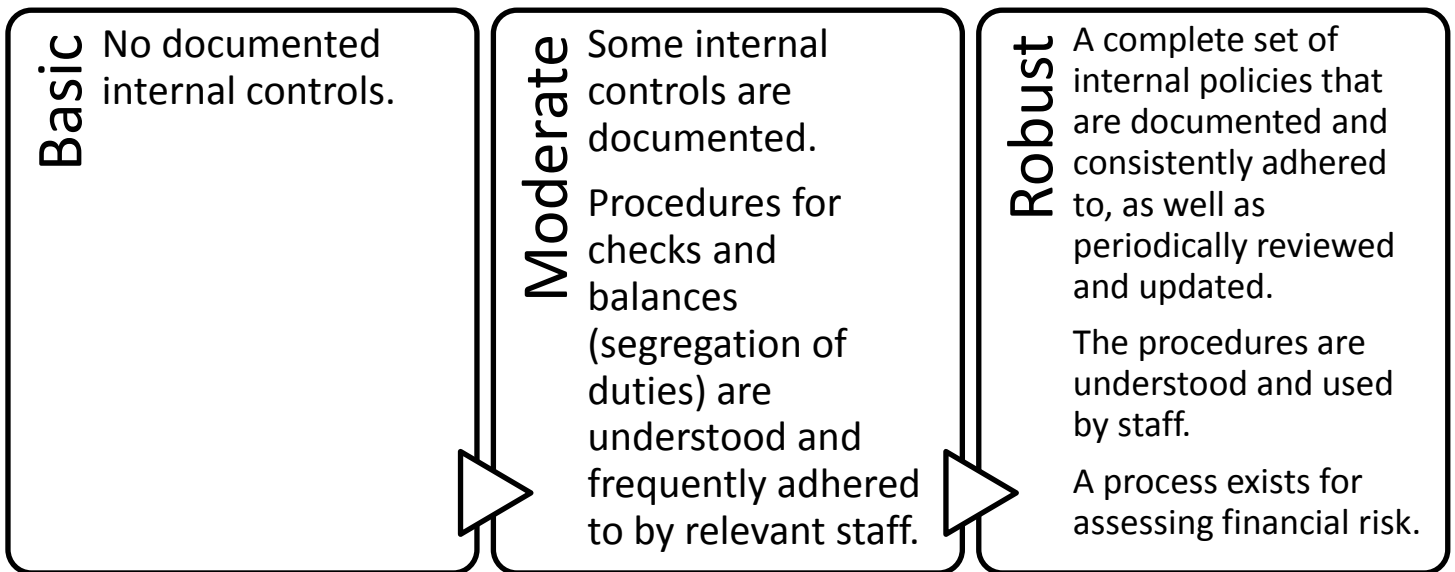 Basic
No documented
internal controls.
Moderate
Some internal
controls are
documented.
Procedures for
checks and
balances
(segregation of
duties) are
understood and
frequently adhered
to by relevant staff.
Robust
A complete set of
internal policies that
are documented and
consistently adhered
to, as well as
periodically reviewed
and updated.
The procedures are
understood and used
by staff.
A process exists for
assessing financial risk.